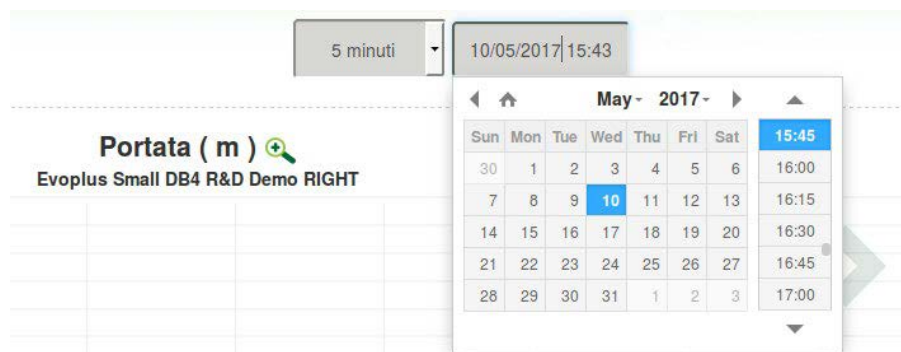 5 minuti 10/05/2017 15:43
May 2017
Portata ( m )
Evoplus Small DB4 R&D Demo RIGHT
Sun Mon Tue Wed Thu Fri Sat
30 1 2 3 4 5 6
7 8 9 10 11 12 13
14 15 16 17 18 19 20
21 22 23 24 25 26 27
28 29 30 31 1 2 3
15:45
16:00
16:15
16:30
16:45
17:00